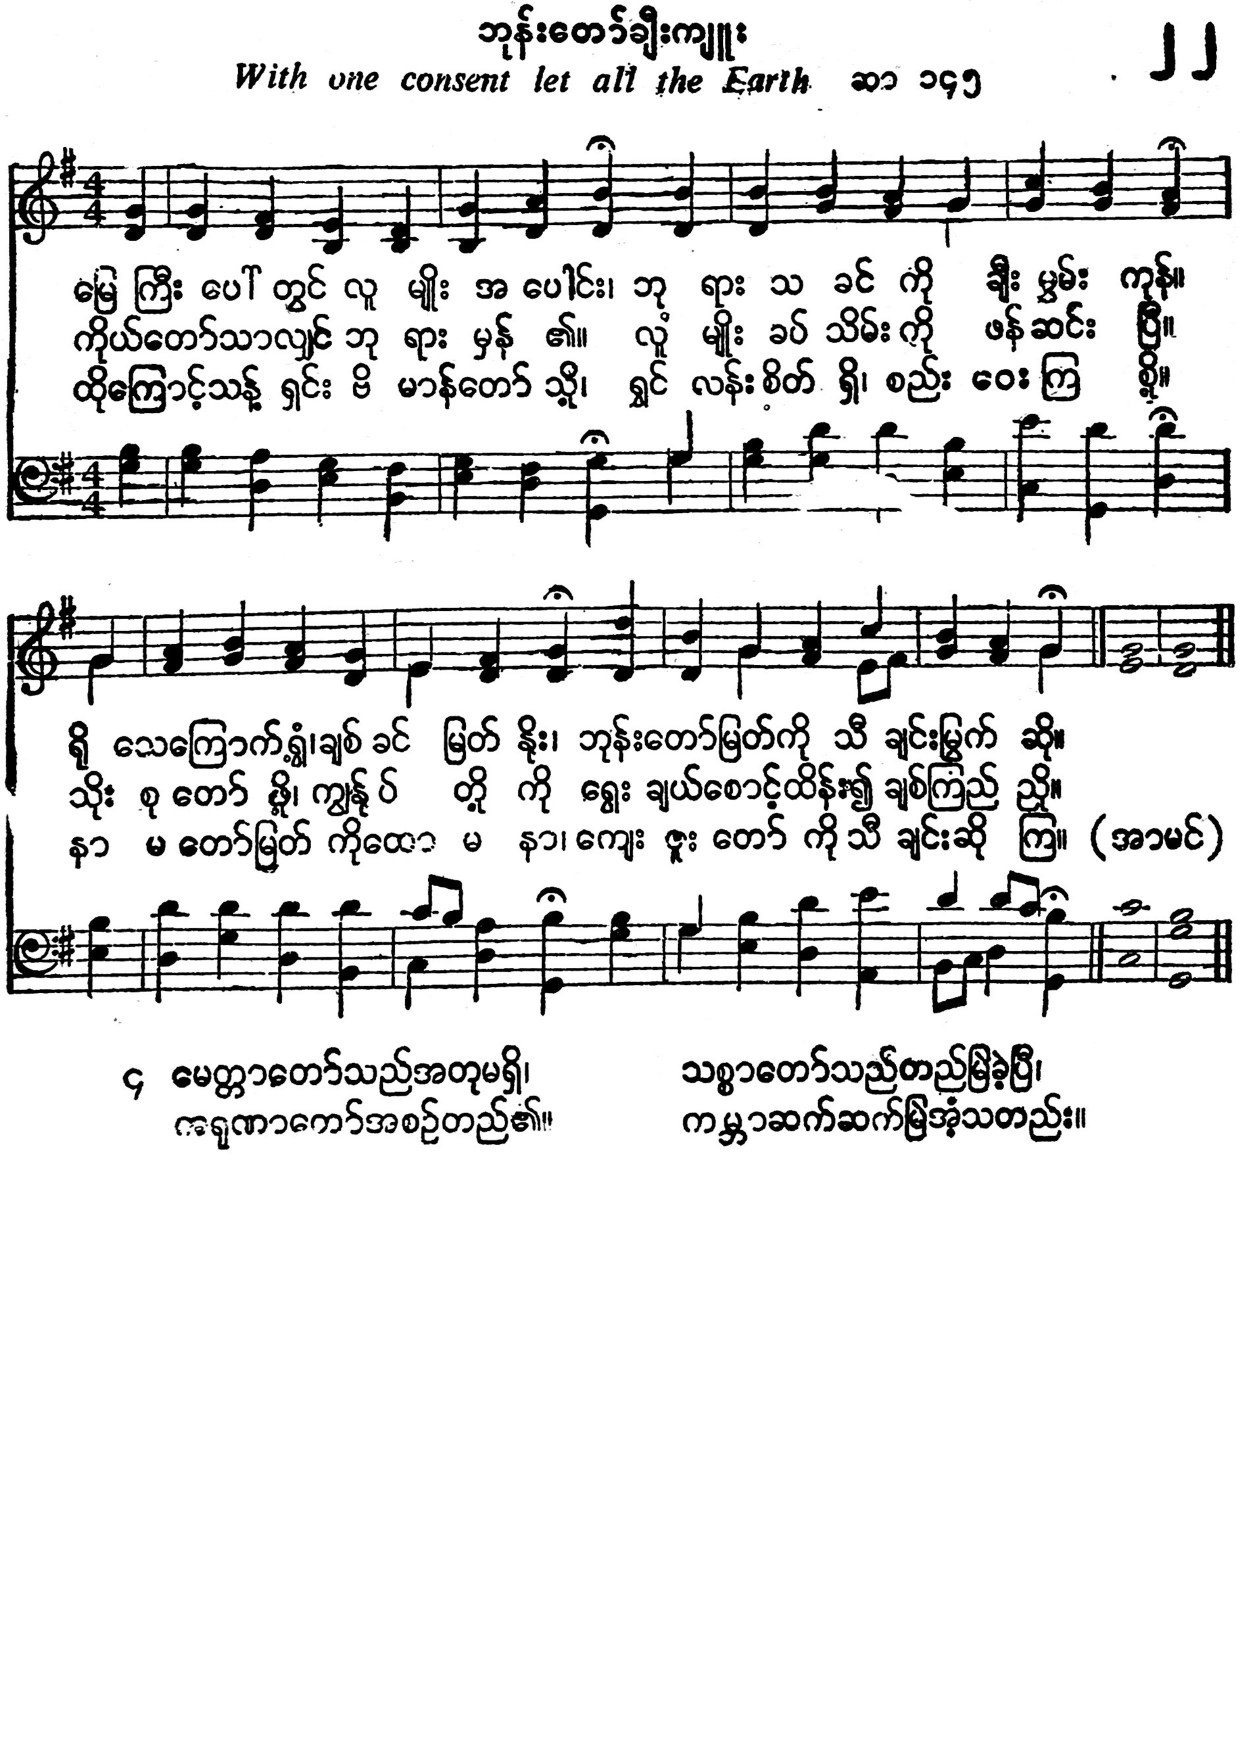 ဘုန်းတော်ချီးကျူး
၂၂
With one consent let all the Earth ဆာ ၁၄၅
မြေ ကြီး ပေါ် တွင် လူ မျိုး အ ပေါင်း၊ ဘု ရား သ ခင် ကို ချီး မွှမ်း ကုန်။
ကိုယ်တော်သာလျှင် ဘု ရား မှန် ၏။ လူ မျိုး ခပ် သိမ်း ကို ဖန် ဆင်း ပြီ။
ထိုကြောင့်သန့် ရှင်း ဗိ မာန်တော် သို့၊ ရွှင် လန်း စိတ် ရှိ၊ စည်း ဝေး ကြ စို့။
ရို သေကြောက်ရွံ့၊ချစ် ခင် မြတ် နိုး၊ ဘုန်းတော်မြတ်ကို သီ ချင်းမြွက် ဆို။
သိုး စု တော် ဖို့၊ ကျွန်ုပ် တို့ ကို ရွေး ချယ်စောင့်ထိန်း၍ ချစ်ကြည် ညို။
နာ မ တော်မြတ် ကိုထော မ နာ၊ ကျေး ဇူး တော် ကို သီ ချင်းဆို ကြ။ (အာမင်)
၄ မေတ္တာတော်သည်အတုမရှိ၊ သစ္စာတော်သည်တည်မြဲခဲ့ပြီ၊
ကရုဏာတော်အစဉ်တည်၏။ ကမ္ဘာဆက်ဆက်မြဲအံ့သတည်း။